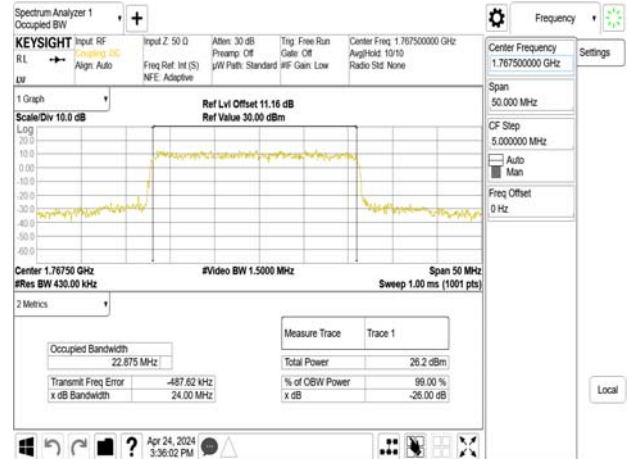 Spectrum Analyzer 1
Occupied BW
Frequency
KEYSIGHT
Input: RF
Coupling: DC
Align: Auto
Input Z: 50 Ω
Freq Ref: Int (S)
NFE: Adaptive
Atten: 30 dB
Preamp: Off
µW Path: Standard
Trig: Free Run
Gate: Off
#IF Gain: Low
Center Freq: 1.767500000 GHz
Avg|Hold: 10/10
Radio Std: None
RL
Center Frequency
1.767500000 GHz
Settings
Span
50.000 MHz
CF Step
5.000000 MHz
Auto
Man
Freq Offset
0 Hz
Local
1 Graph
Scale/Div 10.0 dB
Ref Lvl Offset 11.16 dB
Ref Value 30.00 dBm
Log
20.0
10.0
0.00
-10.0
-20.0
-30.0
-40.0
-50.0
-60.0
Center 1.76750 GHz
#Video BW 1.5000 MHz
Span 50 MHz
#Res BW 430.00 kHz
Sweep 1.00 ms (1001 pts)
2 Metrics
Measure Trace Trace 1
Occupied Bandwidth
22.875 MHz
Total Power 26.2 dBm
Transmit Freq Error -487.62 kHz
% of OBW Power 99.00 %
x dB Bandwidth 24.00 MHz
x dB -26.00 dB
Apr 24, 2024
3:36:02 PM